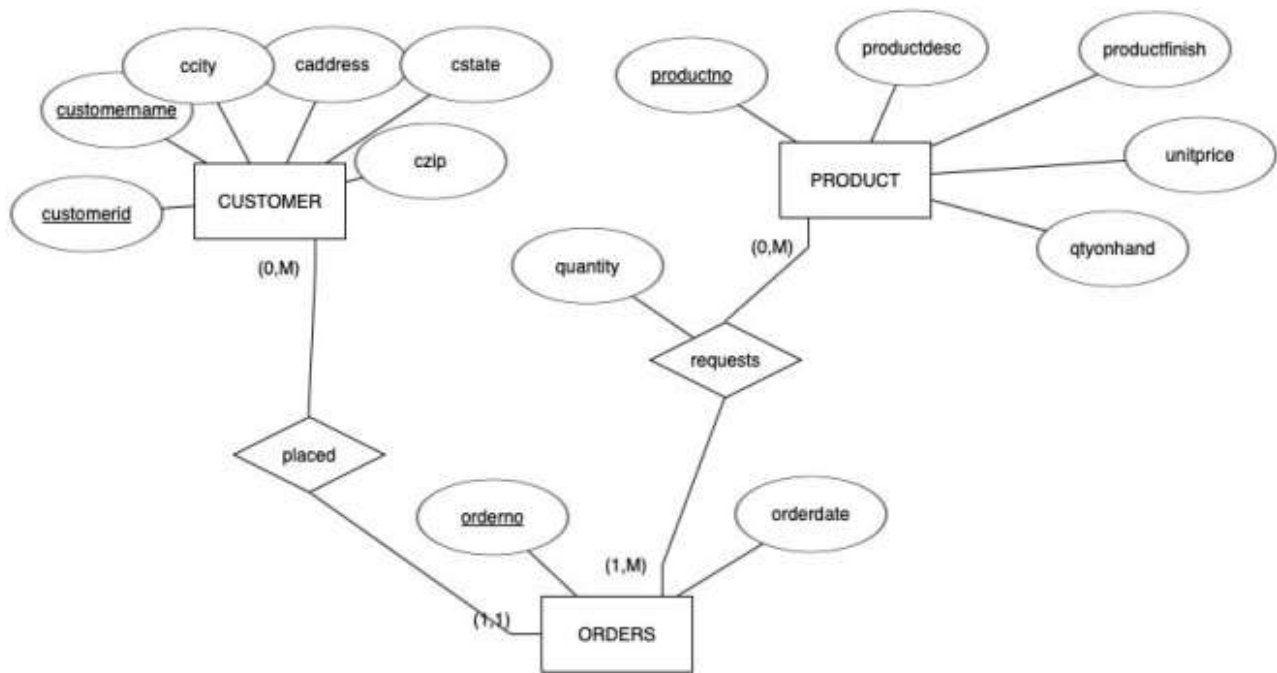 ccity
caddress
cstate
customername
czip
CUSTOMER
customerid
(0,M)
productdesc
productfinish
productno
unitprice
PRODUCT
qtyonhand
(0,M)
quantity
requests
placed
orderno
orderdate
(1,M)
(1,1)
ORDERS